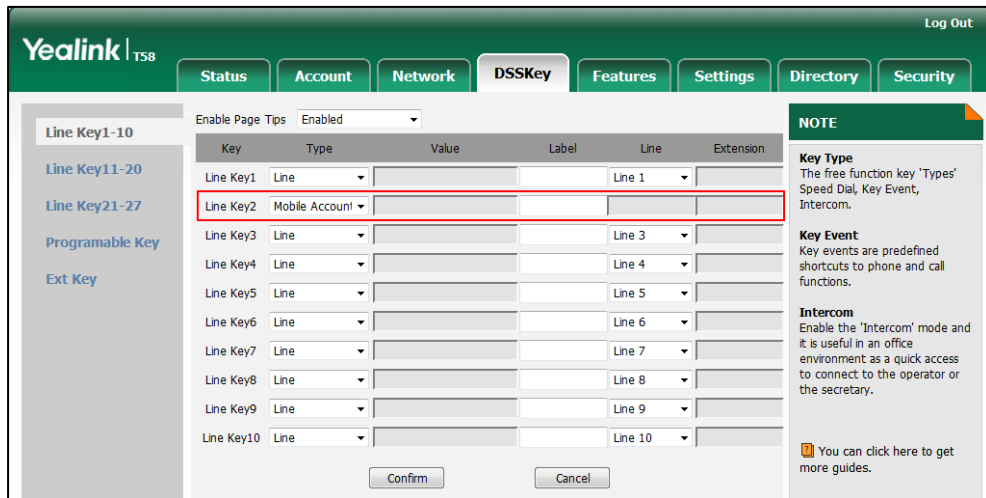 Log Out
Yealink T58
Status Account Network DSSKey Features Settings Directory Security
Line Key1-10
Line Key11-20
Line Key21-27
Programable Key
Ext Key
Enable Page Tips Enabled
Key Type Value Label Line Extension
Line Key1 Line Line 1
Line Key2 Mobile Account
Line Key3 Line Line 3
Line Key4 Line Line 4
Line Key5 Line Line 5
Line Key6 Line Line 6
Line Key7 Line Line 7
Line Key8 Line Line 8
Line Key9 Line Line 9
Line Key10 Line Line 10
Confirm Cancel
NOTE
Key Type
The free function key 'Types'
Speed Dial, Key Event,
Intercom.
Key Event
Key events are predefined
shortcuts to phone and call
functions.
Intercom
Enable the 'Intercom' mode and
it is useful in an office
environment as a quick access
to connect to the operator or
the secretary.
You can click here to get
more guides.